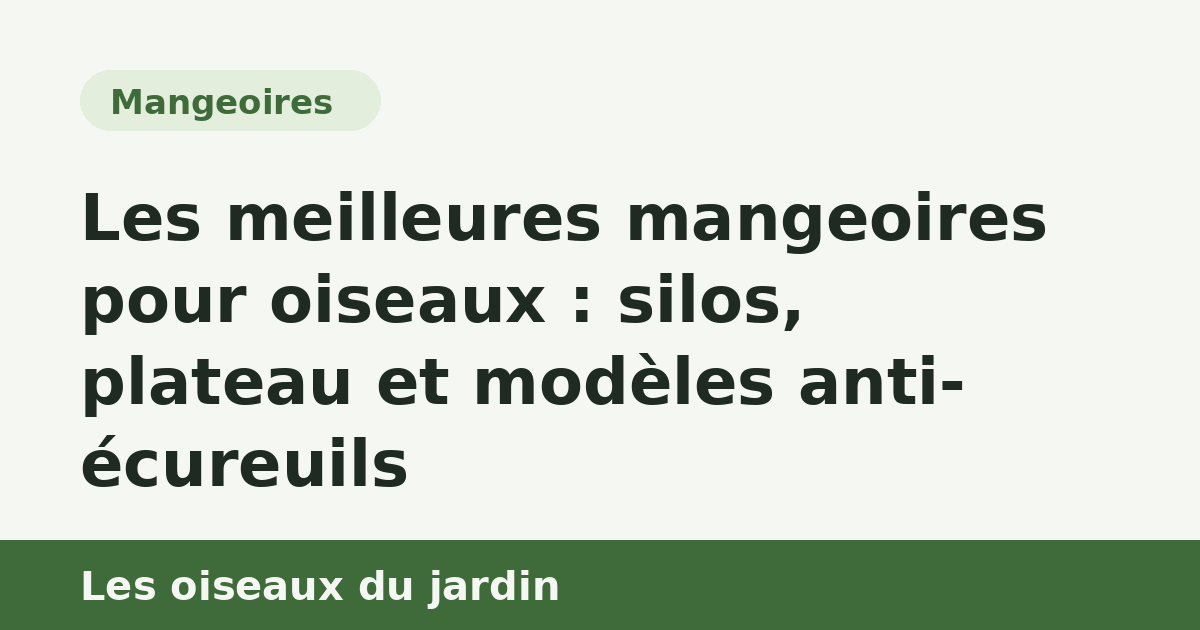 Mangeoires
Les meilleures mangeoires
pour oiseaux : silos,
plateau et modèles anti-
écureuils
Les oiseaux du jardin